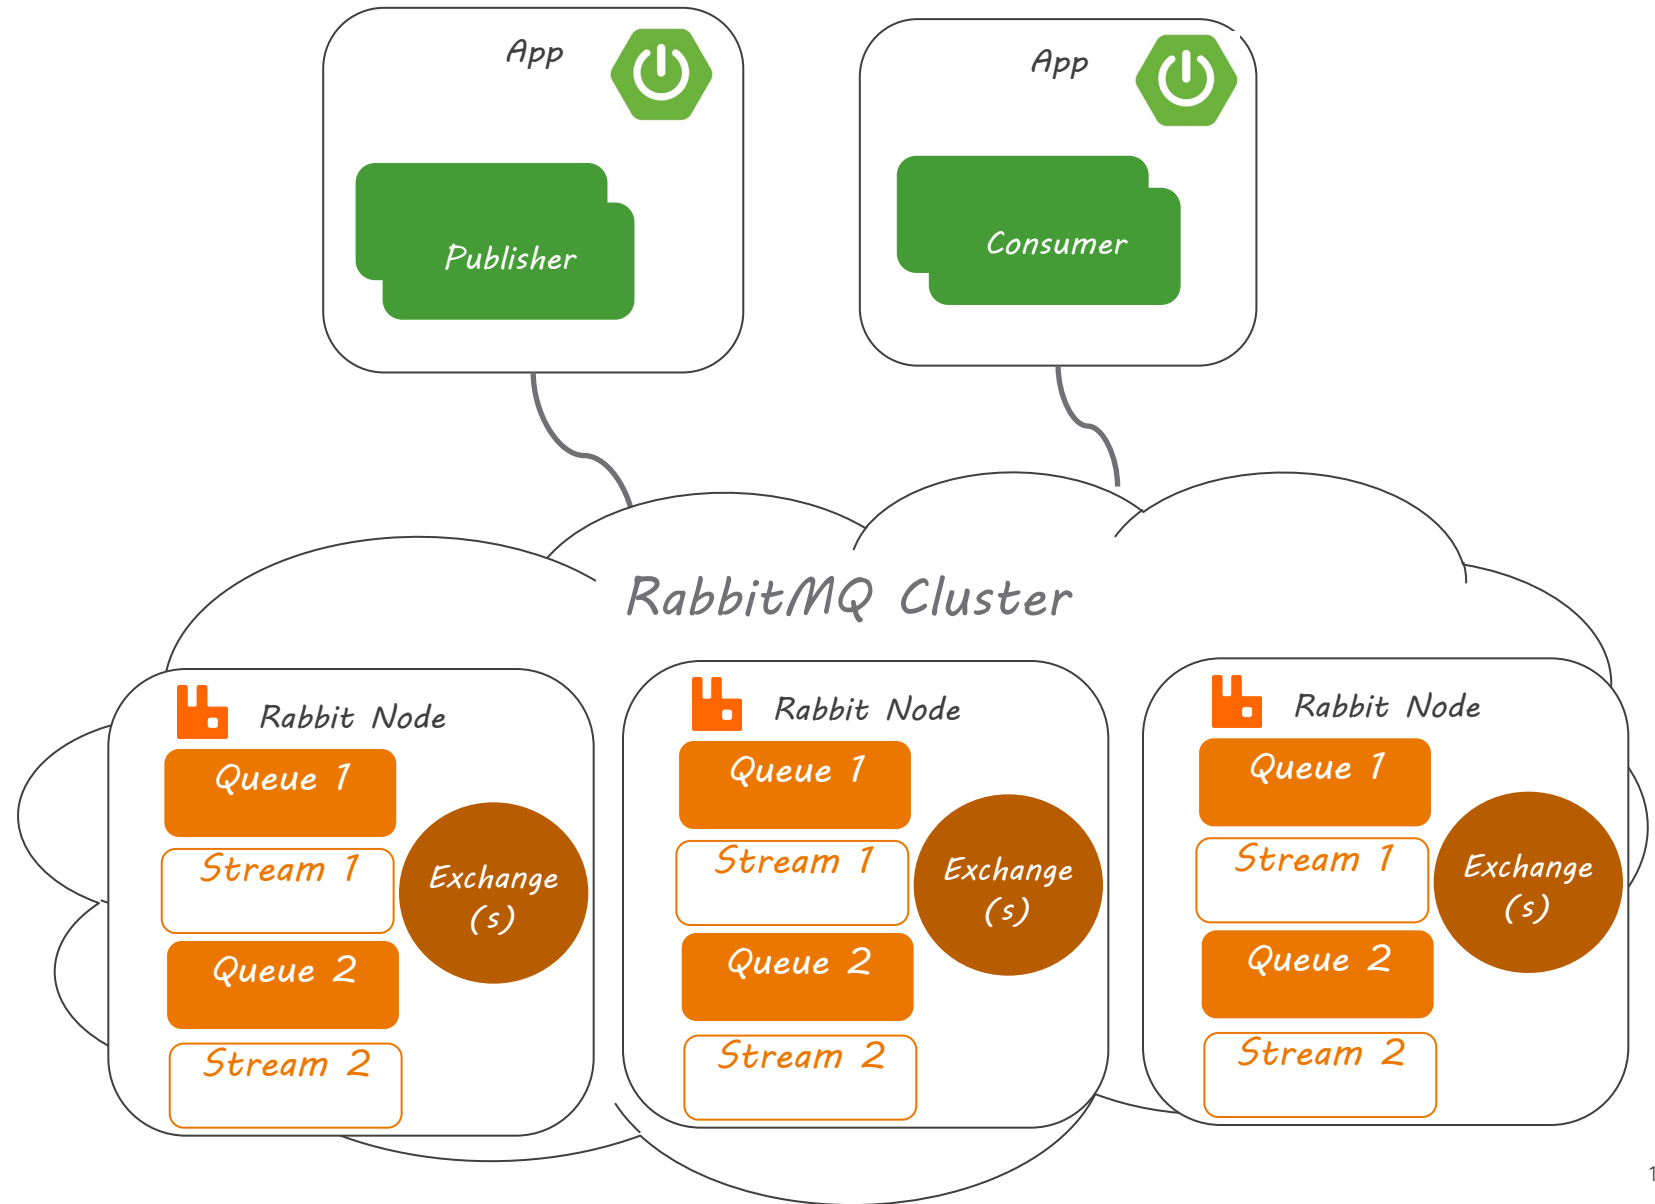 App
App
Publisher
Consumer
RabbitMQ Cluster
Rabbit Node
Queue 1
Stream 1
Exchange
(s)
Queue 2
Stream 2
Rabbit Node
Queue 1
Stream 1
Exchange
(s)
Queue 2
Stream 2
Rabbit Node
Queue 1
Stream 1
Exchange
(s)
Queue 2
Stream 2
1